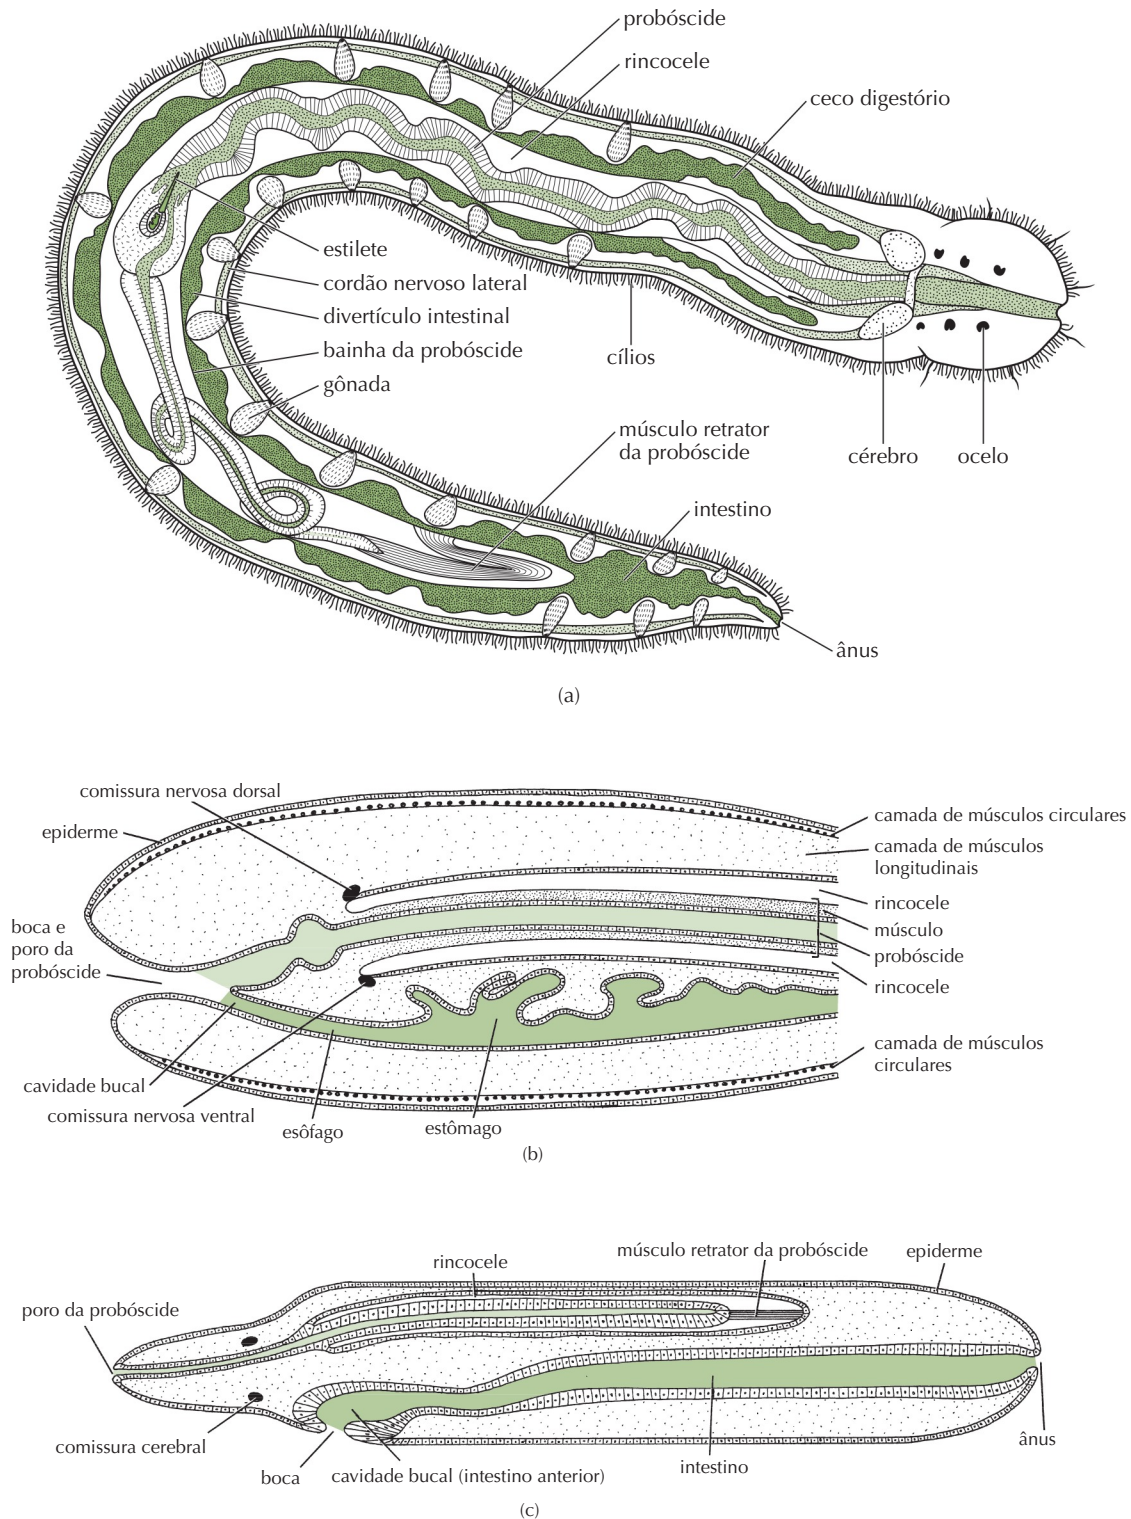 probóscide
rincocele
ceco digestório
estilete
cordão nervoso lateral
divertículo intestinal
bainha da probóscide
gônada
cílios
músculo retrator
da probóscide
cérebro
ocelo
intestino
ânus
(a)
comissura nervosa dorsal
epiderme
camada de músculos circulares
camada de músculos
longitudinais
rincocele
músculo
probóscide
rincocele
boca e
poro da
probóscide
camada de músculos
circulares
cavidade bucal
comissura nervosa ventral
esôfago
estômago
(b)
músculo retrator da probóscide
epiderme
rincocele
poro da probóscide
comissura cerebral
boca
cavidade bucal (intestino anterior)
intestino
ânus
(c)